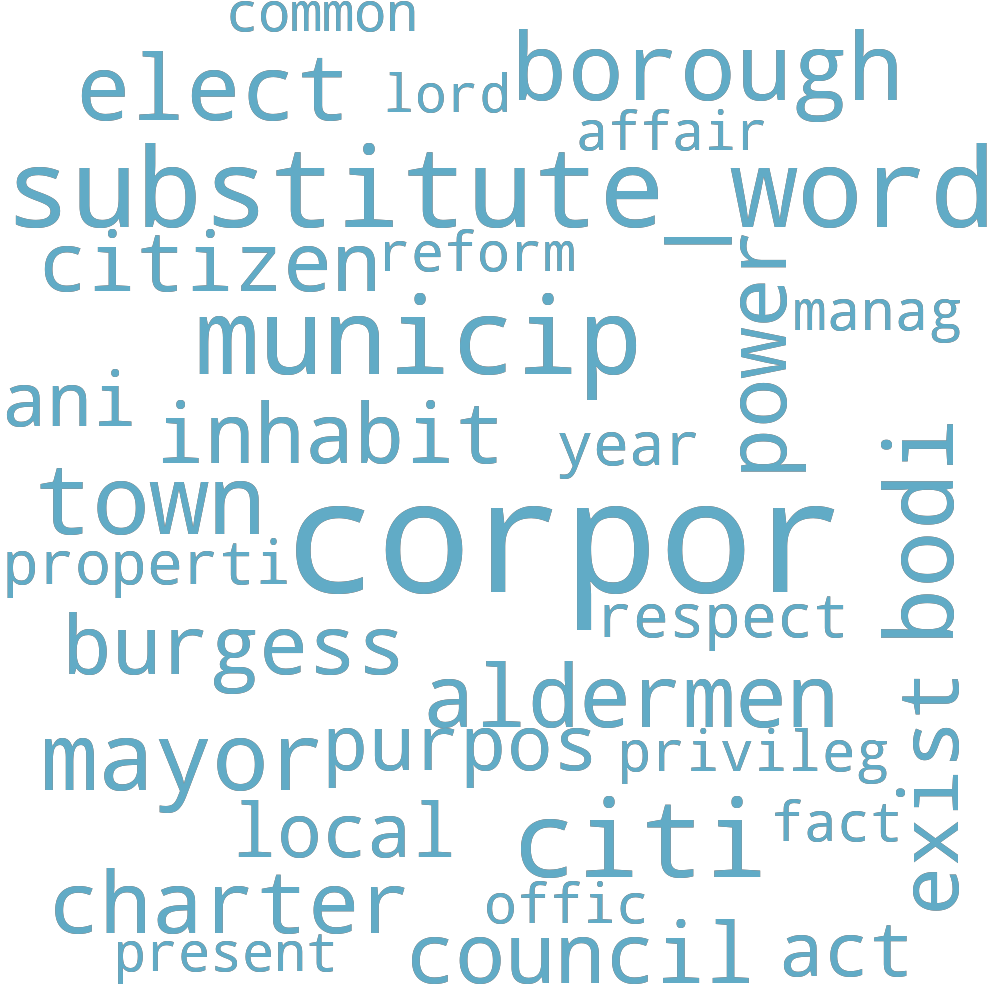 common
elect
lord
borough
affair
substitute_word
citizen
reform
power
manag
municip
ani
inhabit
year
bodi
town
corpor
properti
respect
burgess
aldermen
exist
mayor
purpos
privileg
local
citi
fact
charter
offic
present
council
act